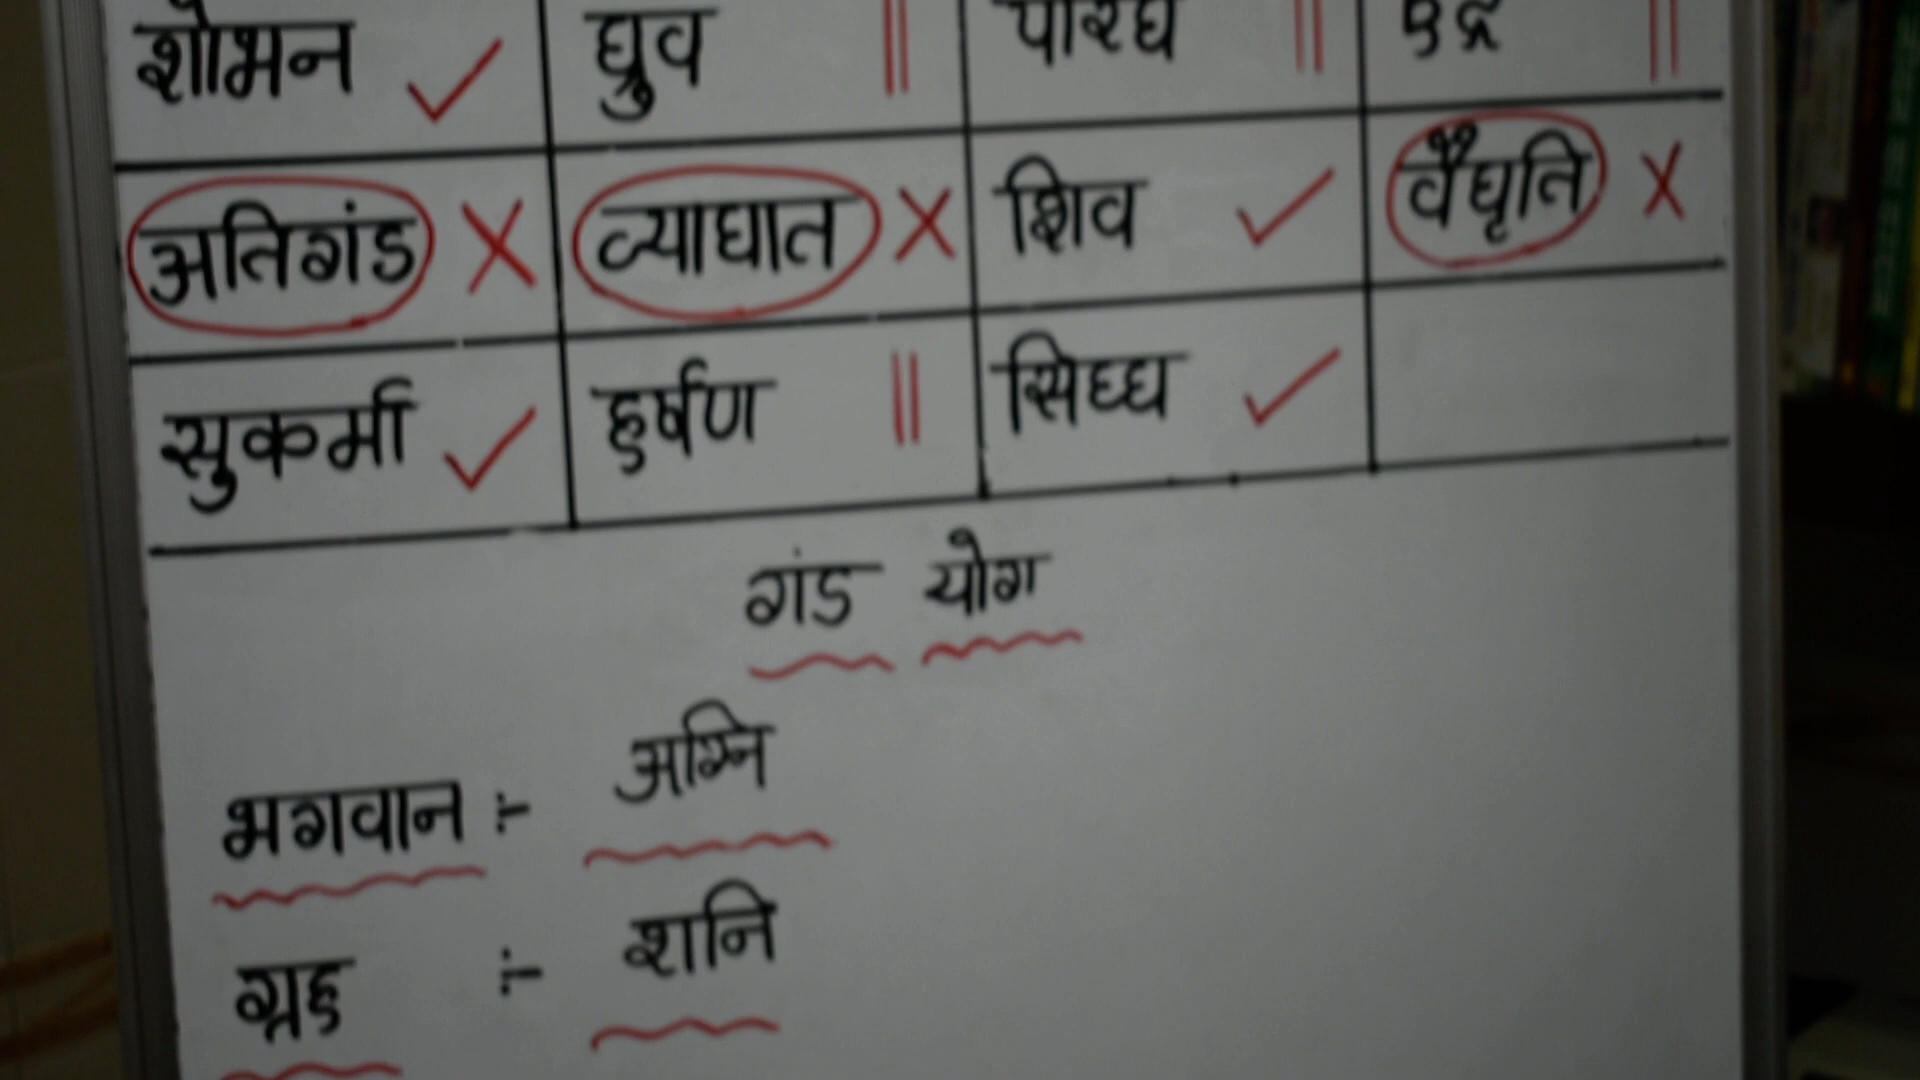 शोभन ध्रुव परिघ
अतिगंड व्याघात शिव वैधृति
सुकर्मा हर्षण सिध्ध
गंड योग
भगवान :- अग्नि
ग्रह :- शनि